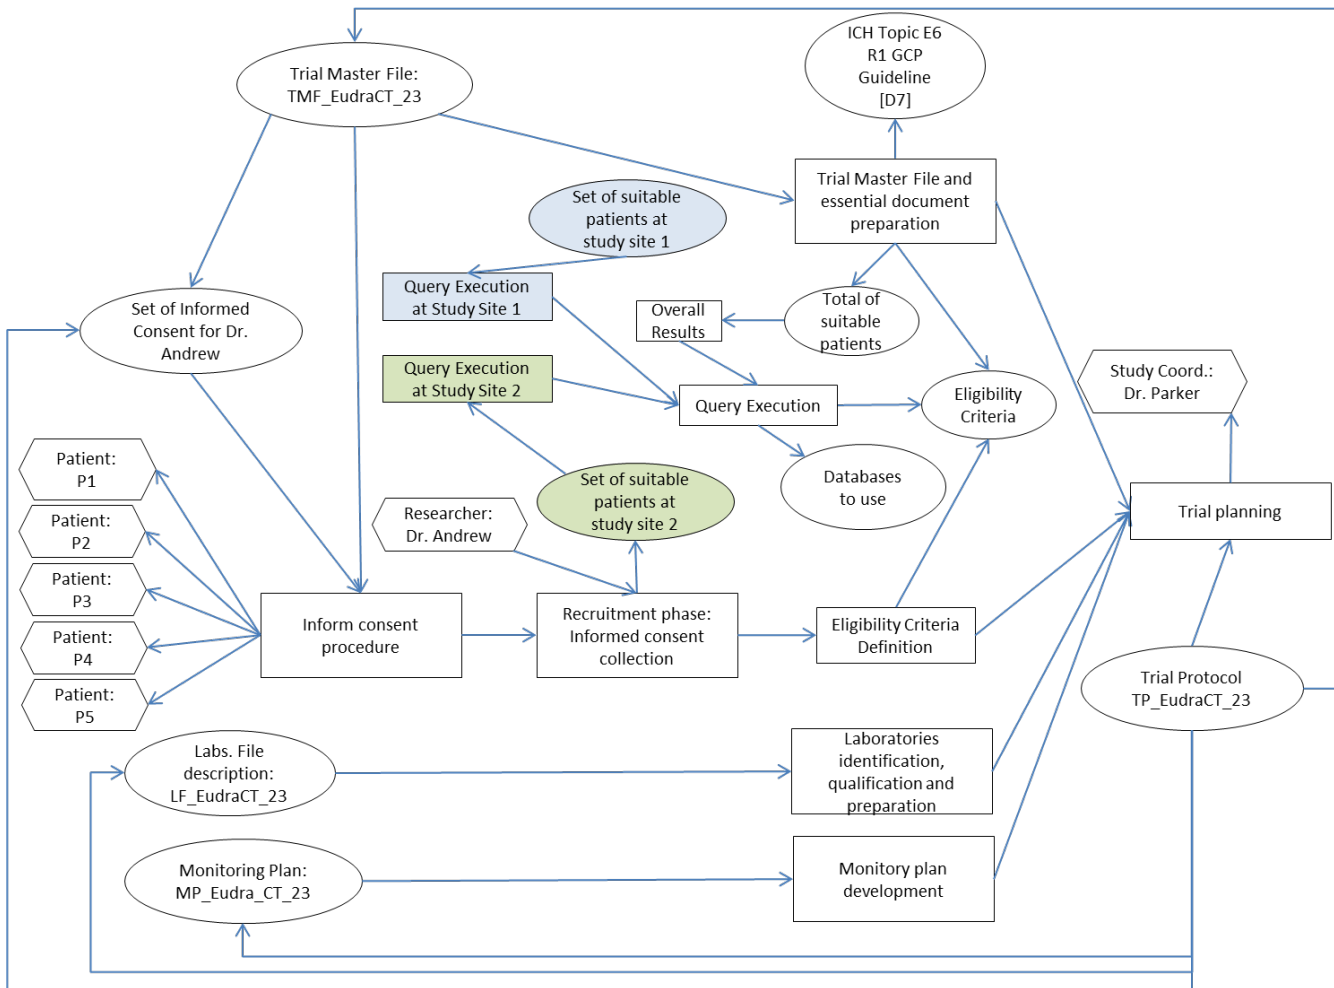 ICH Topic E6
R1 GCP
Guideline
[D7]
Trial Master File:
TMF_EudraCT_23
Trial Master File and
essential document
preparation
Set of suitable
patients at
study site 1
Query Execution
at Study Site 1
Set of Informed
Consent for Dr.
Andrew
Overall
Results
Total of
suitable
patients
Query Execution
at Study Site 2
Study Coord.:
Dr. Parker
Query Execution
Eligibility
Criteria
Patient:
P1
Databases
to use
Set of suitable
patients at
study site 2
Researcher:
Dr. Andrew
Trial planning
Patient:
P2
Patient:
P3
Inform consent
procedure
Recruitment phase:
Informed consent
collection
Eligibility Criteria
Definition
Patient:
P4
Patient:
P5
Trial Protocol
TP_EudraCT_23
Labs. File
description:
LF_EudraCT_23
Laboratories
identification,
qualification and
preparation
Monitoring Plan:
MP_Eudra_CT_23
Monitory plan
development